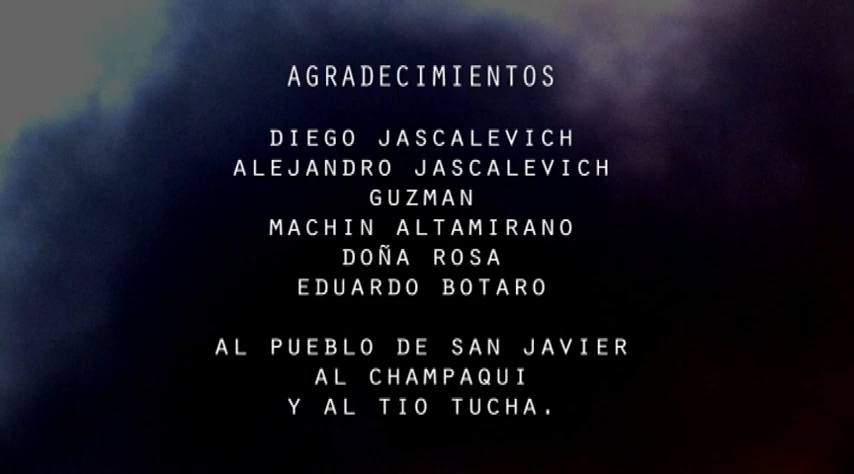 AGRADECIMIENTOS
DIEGO JASCALEVICH
ALEJANDRO JASCALEVICH
GUZMAN
MACHIN ALTAMIRANO
DOÑA ROSA
EDUARDO BOTARO
AL PUEBLO DE SAN JAVIER
AL CHAMPAQUI
Y AL TIO TUCHA.